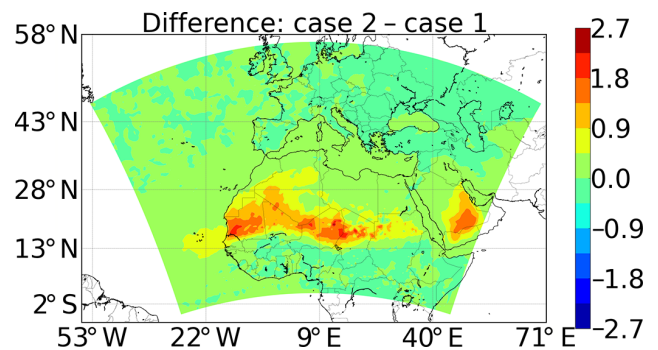 Difference: case 2 – case 1
58° N
43° N
28° N
13° N
2° S
53° W
22° W
9° E
40° E
71° E
2.7
1.8
0.9
0.0
−0.9
−1.8
−2.7